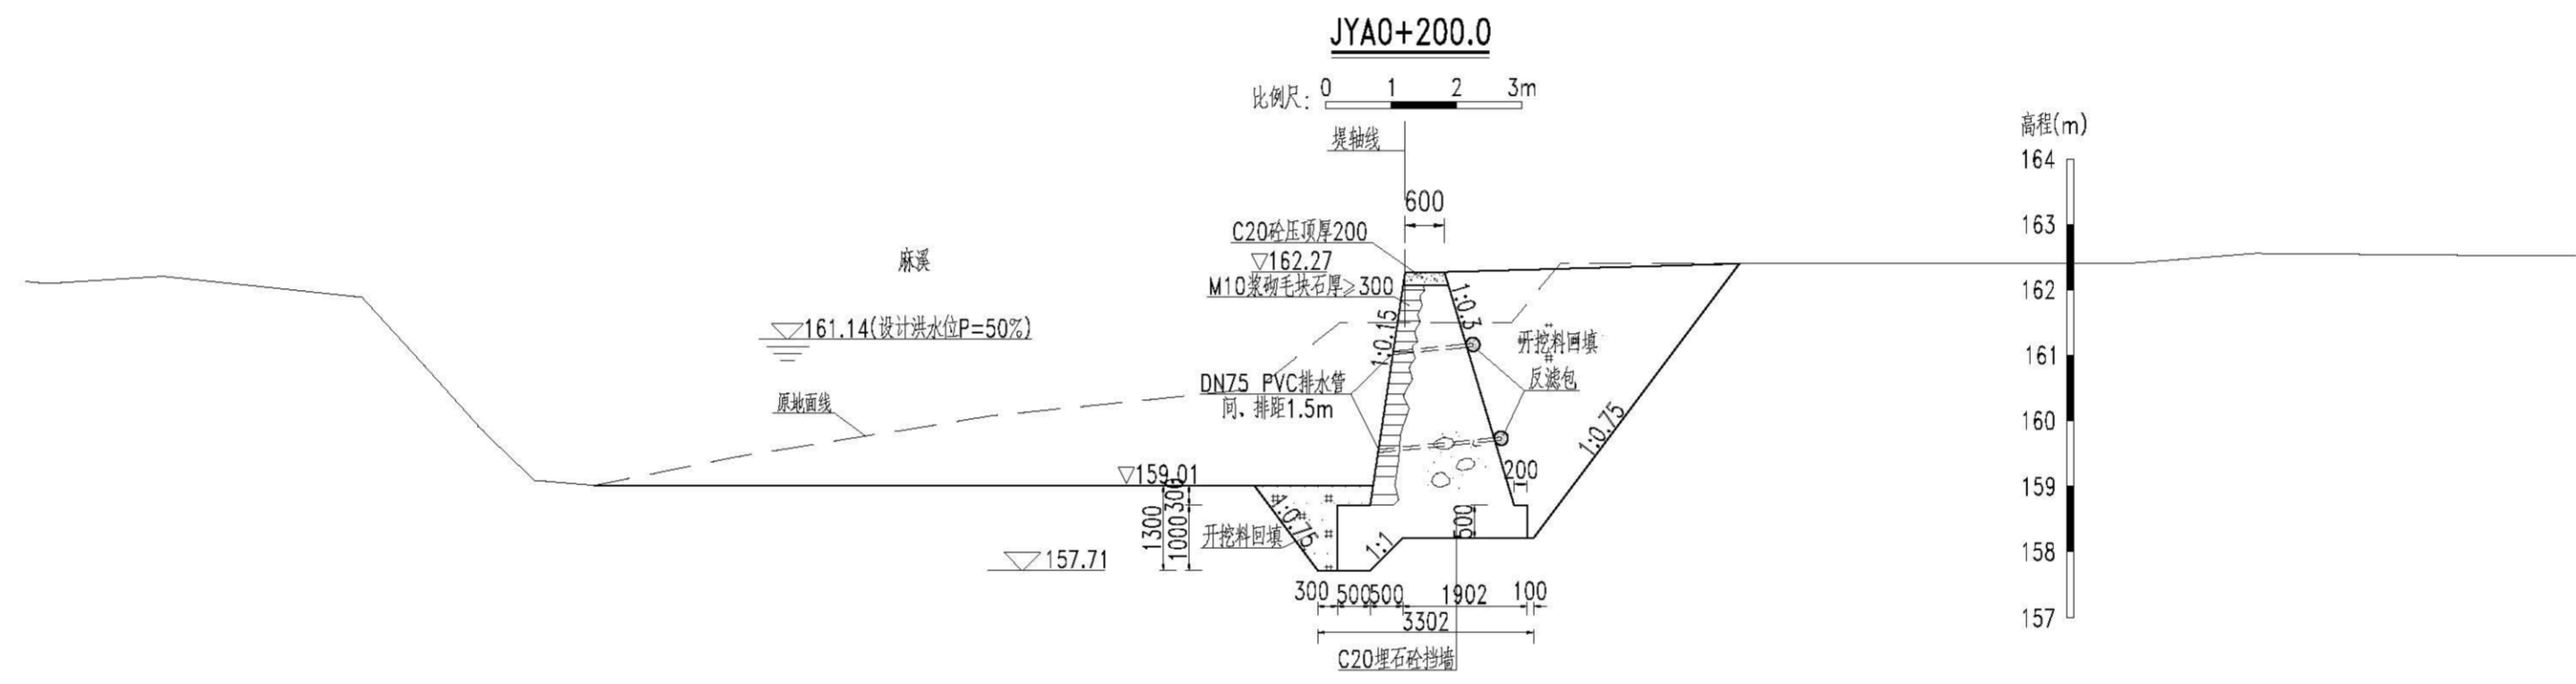 JYA0+200.0
比例尺:
0 1 2 3m
堤轴线
高程(m)
164
163
162
161
160
159
158
157
600
C20砼压顶厚200
162.27
M10浆砌毛块石厚≥300
麻溪
161.14(设计洪水位P=50%)
1:0.15
1:0.3
开挖料回填
反滤包
DN75 PVC排水管
间、排距1.5m
原地面线
1:0.75
159.01
200
300
1300
1000
1:0.75
开挖料回填
1:1
500
157.71
300 500 500 1902 100
3302
C20埋石砼挡墙